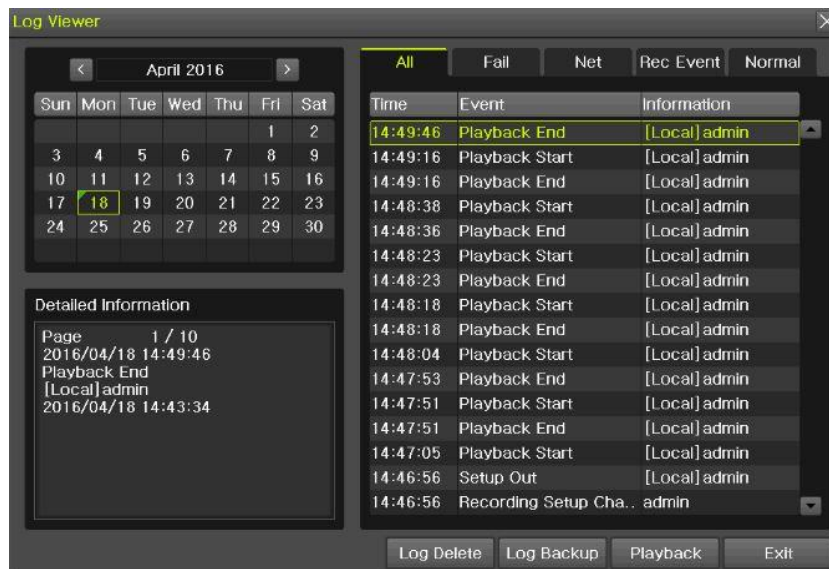 Log Viewer
< April 2016 >
Sun Mon Tue Wed Thu Fri Sat
1 2
3 4 5 6 7 8 9
10 11 12 13 14 15 16
17 18 19 20 21 22 23
24 25 26 27 28 29 30
Detailed Information
Page 1 / 10
2016/04/18 14:49:46
Playback End
[Local]admin
2016/04/18 14:43:34
All Fail Net Rec Event Normal
Time Event Information
14:49:46 Playback End [Local]admin
14:49:16 Playback Start [Local]admin
14:49:16 Playback End [Local]admin
14:48:38 Playback Start [Local]admin
14:48:36 Playback End [Local]admin
14:48:23 Playback Start [Local]admin
14:48:23 Playback End [Local]admin
14:48:18 Playback Start [Local]admin
14:48:18 Playback End [Local]admin
14:48:04 Playback Start [Local]admin
14:47:53 Playback End [Local]admin
14:47:51 Playback Start [Local]admin
14:47:51 Playback End [Local]admin
14:47:05 Playback Start [Local]admin
14:46:56 Setup Out [Local]admin
14:46:56 Recording Setup Cha.. admin
Log Delete Log Backup Playback Exit